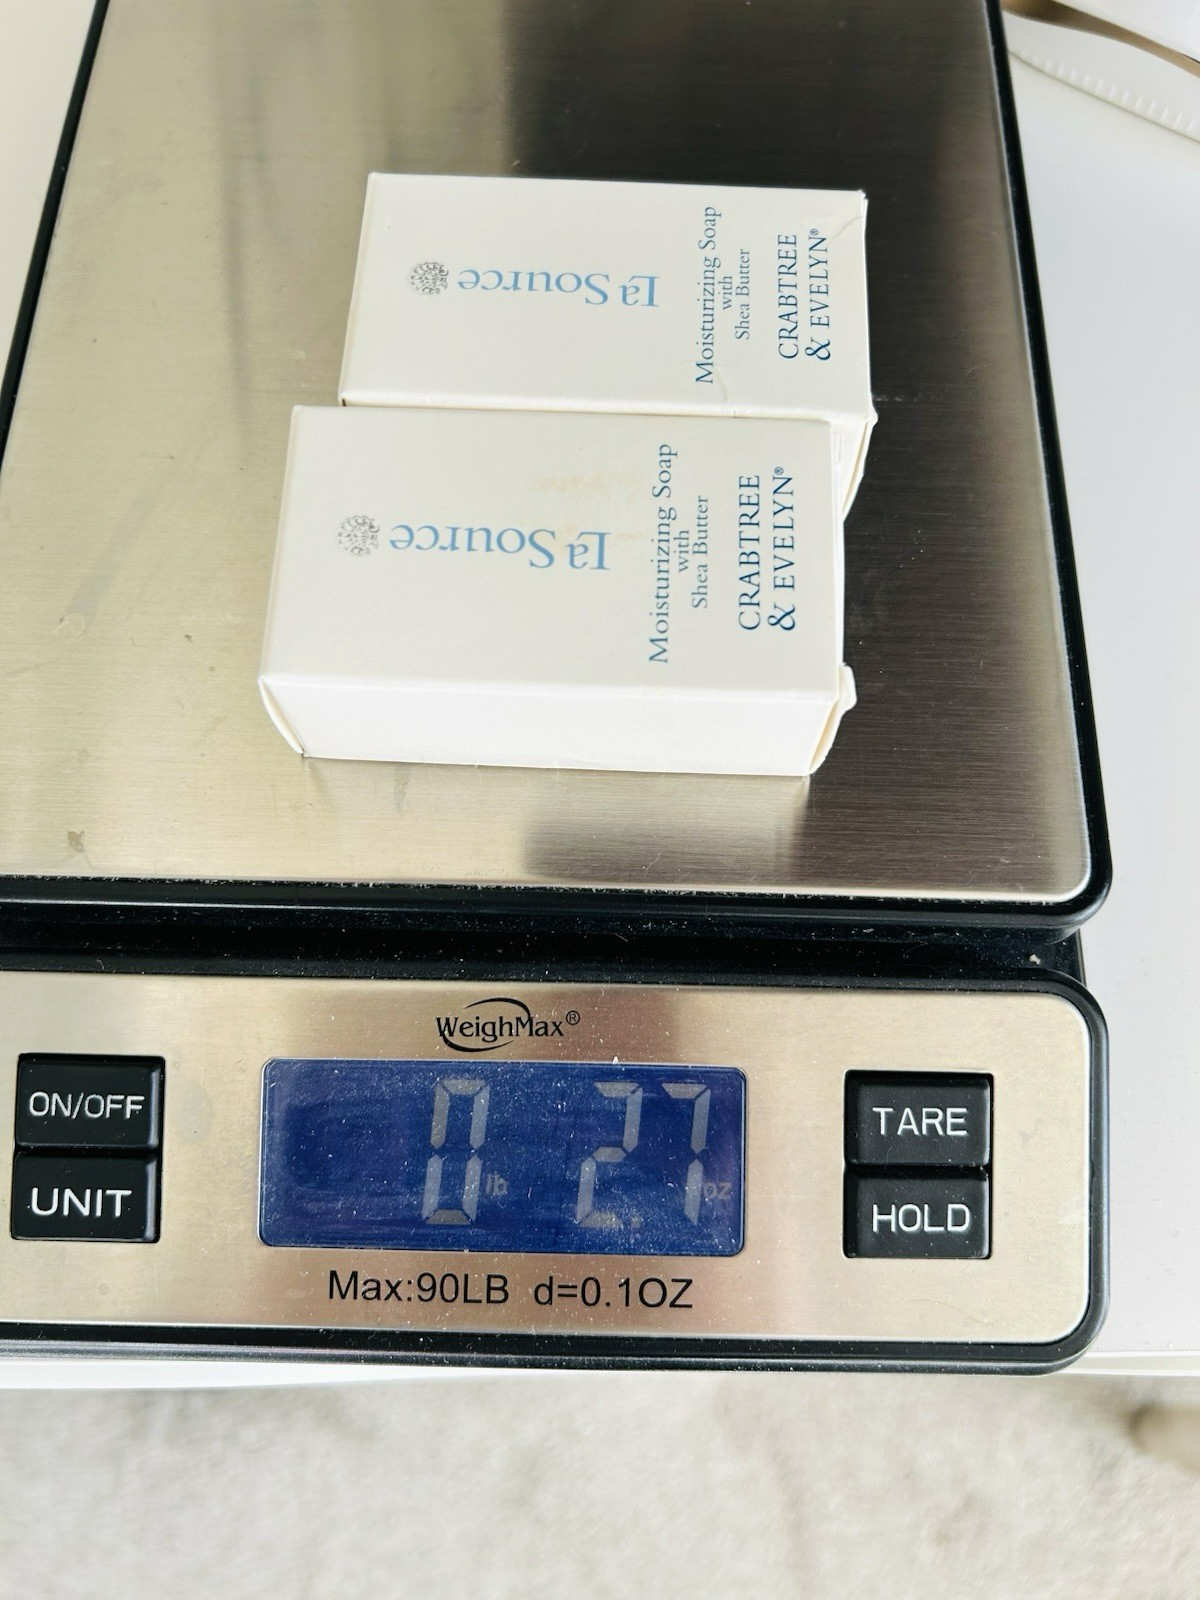 La Source
Moisturizing Soap
with
Shea Butter
CRABTREE
& EVELYN®
La Source
Moisturizing Soap
with
Shea Butter
CRABTREE
& EVELYN®
WeighMax®
ON/OFF
UNIT
0 lb 2.7 oz
TARE
HOLD
Max:90LB d=0.1OZ